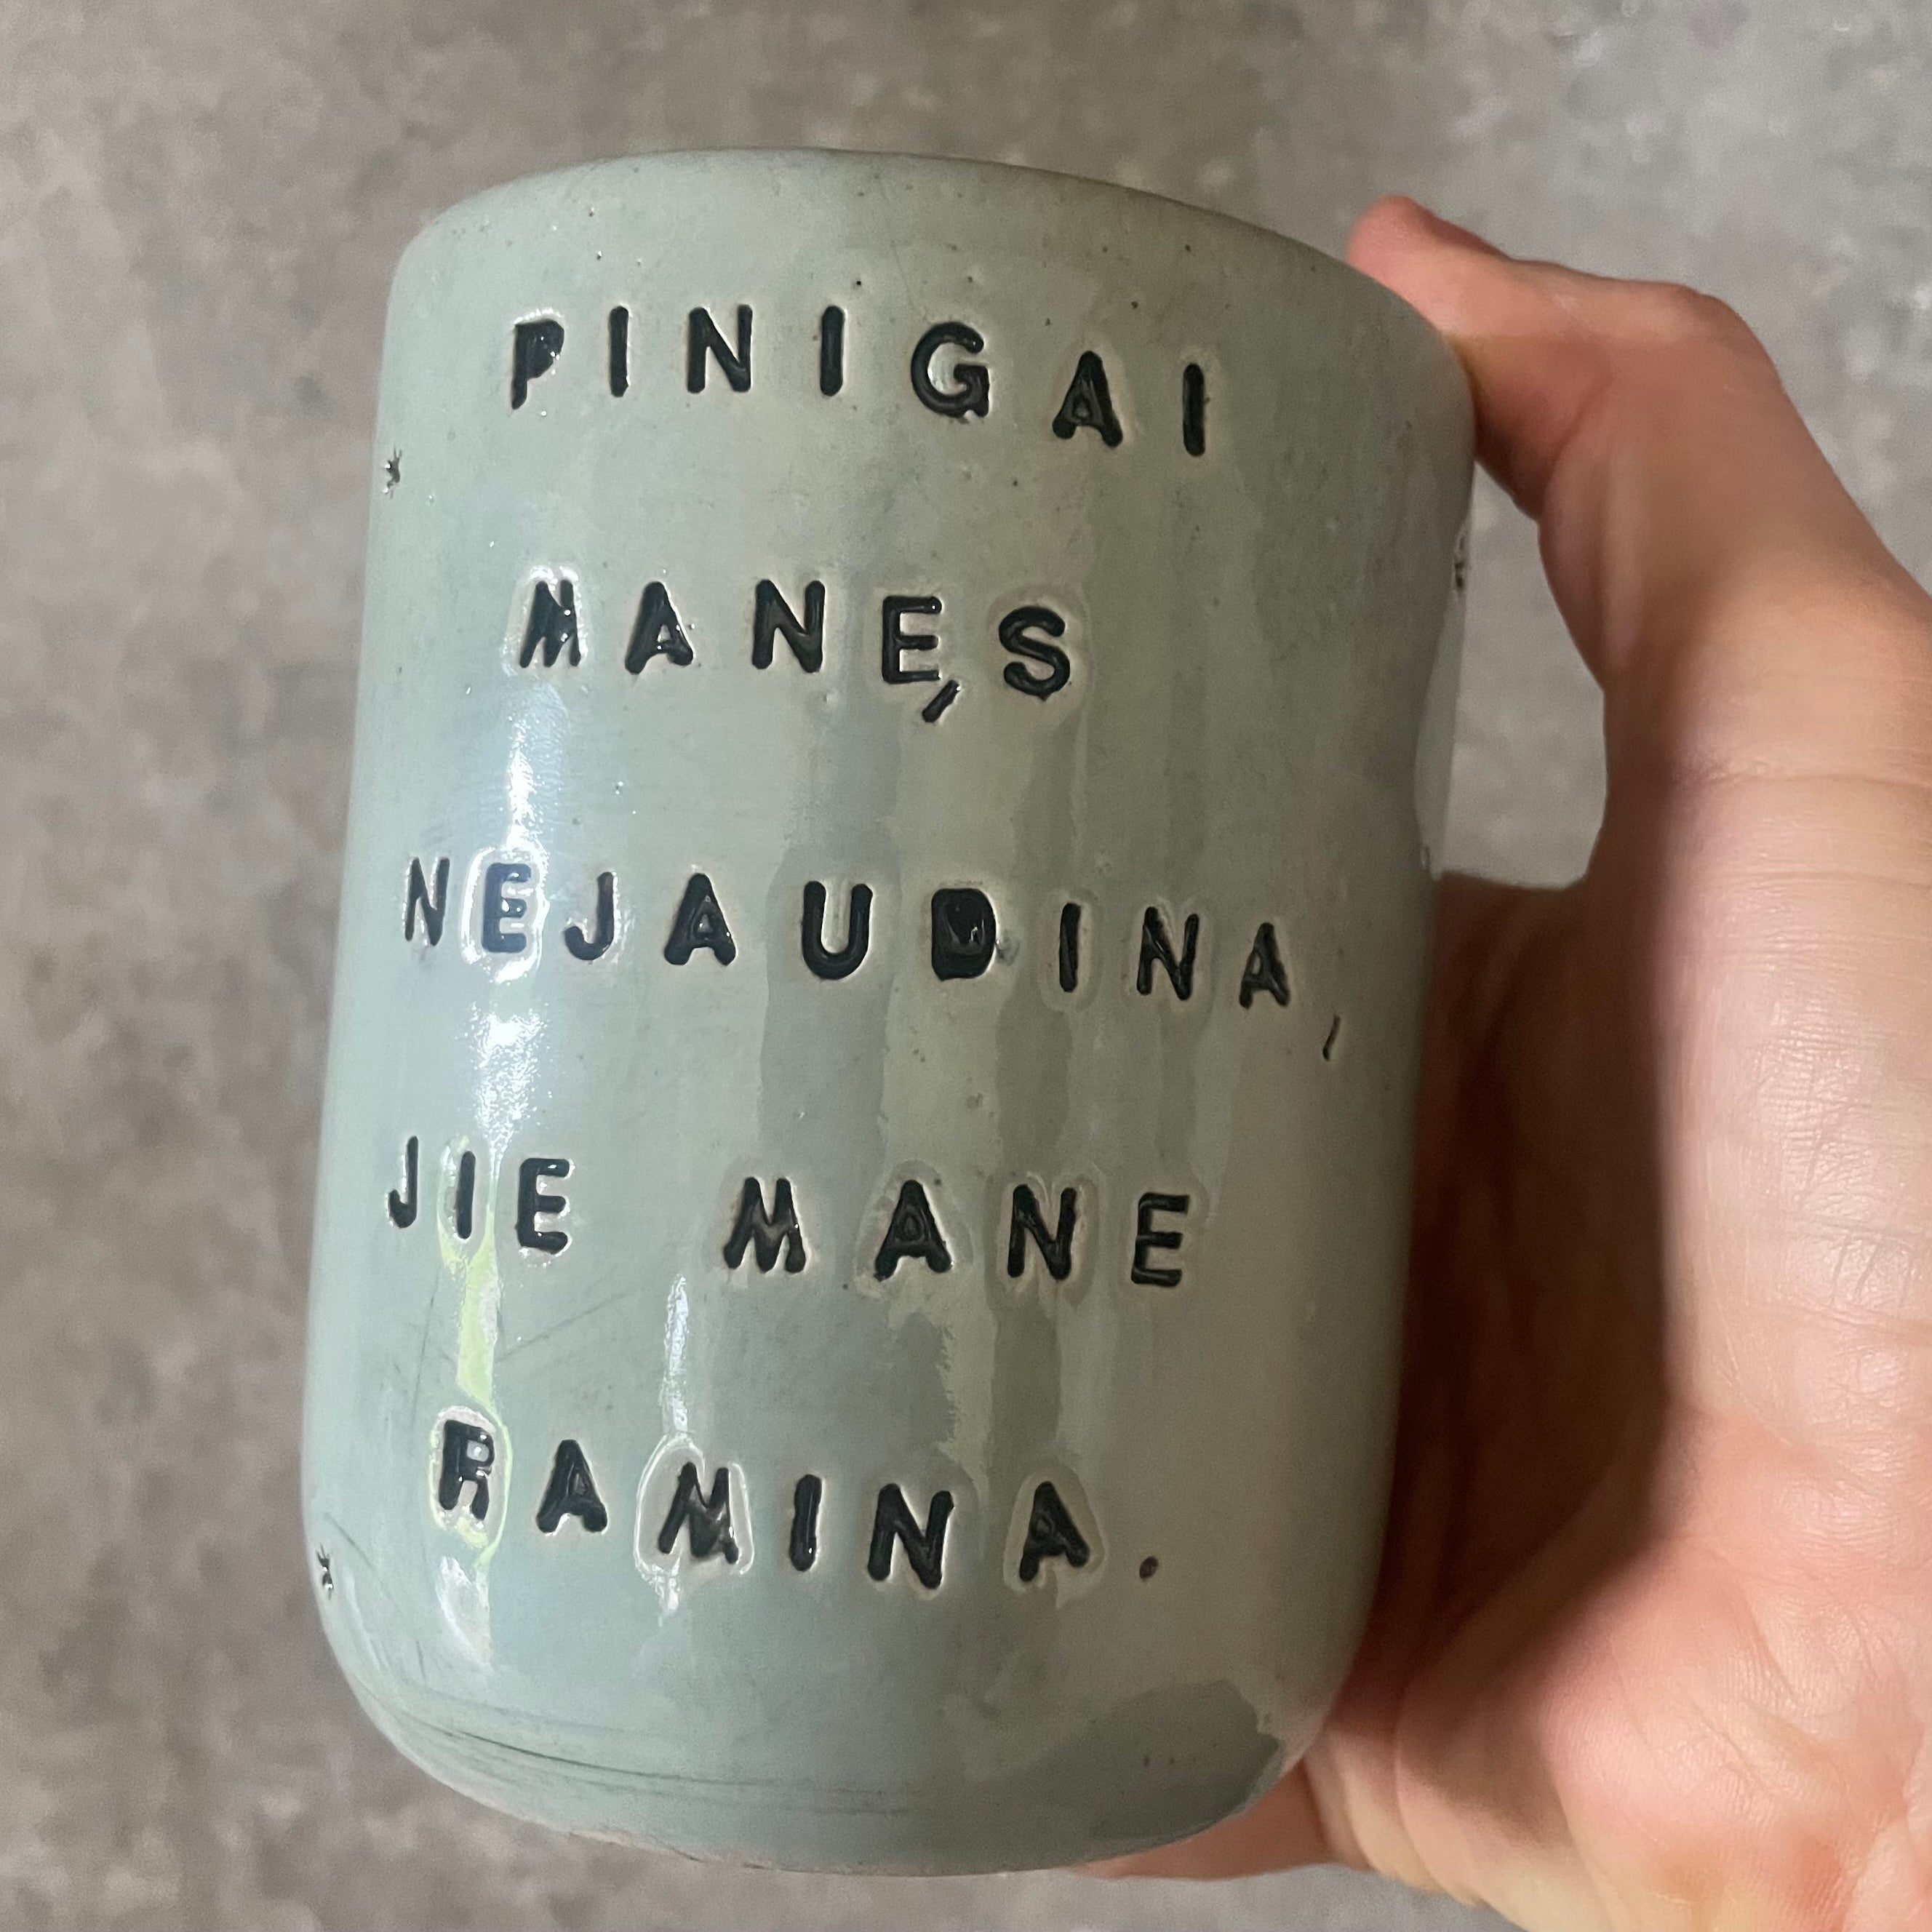 PINIGAI
MANĘS
NEJAUDINA,
JIE MANE
RAMINA.